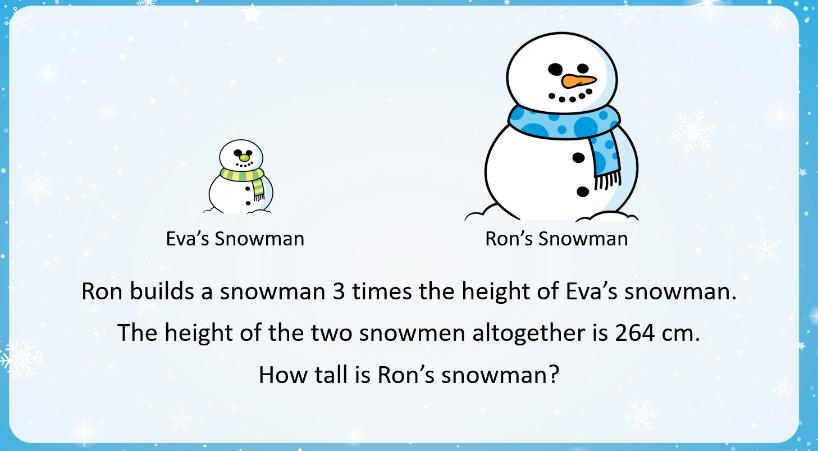 Eva’s Snowman
Ron’s Snowman
Ron builds a snowman 3 times the height of Eva’s snowman.
The height of the two snowmen altogether is 264 cm.
How tall is Ron’s snowman?